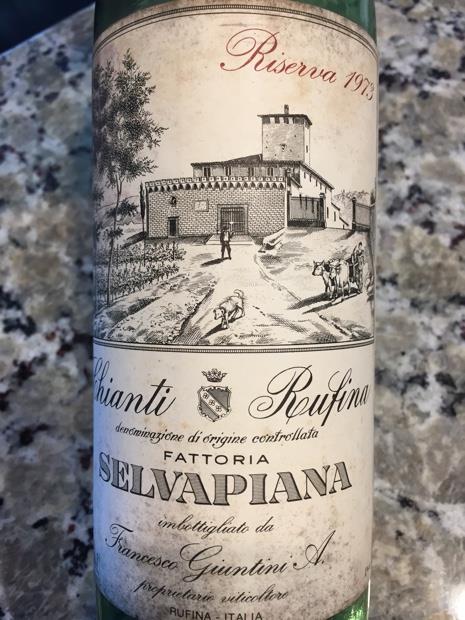 Riserva 1973
Chianti Rufina
denominazione di origine controllata
FATTORIA
SELVAPIANA
imbottigliato da
Francesco Giuntini A.
proprietario viticoltore
RUFINA - ITALIA